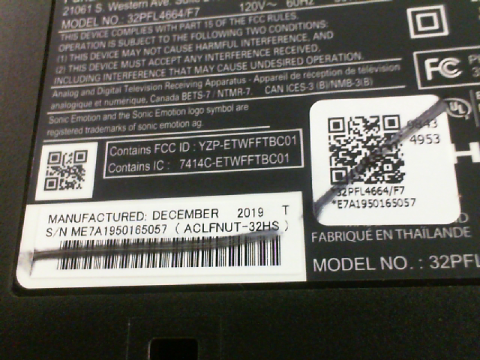 21061 S. Western Ave. Suite
MODEL NO : 32PFL4664/F7 120V~ 60Hz
THIS DEVICE COMPLIES WITH PART 15 OF THE FCC RULES.
OPERATION IS SUBJECT TO THE FOLLOWING TWO CONDITIONS:
(1) THIS DEVICE MAY NOT CAUSE HARMFUL INTERFERENCE, AND
(2) THIS DEVICE MUST ACCEPT ANY INTERFERENCE RECEIVED,
INCLUDING INTERFERENCE THAT MAY CAUSE UNDESIRED OPERATION.
Analog and Digital Television Receiving Apparatus - Appareil de réception de télévision
analogique et numérique, Canada BETS-7 / NTMR-7. CAN ICES-3 (B)/NMB-3(B)
Sonic Emotion and the Sonic Emotion logo symbol are
registered trademarks of sonic emotion ag.
FC
UL
Contains FCC ID : YZP-ETWFFTBC01
Contains IC : 7414C-ETWFFTBC01
4953
*32PFL4664/F7
*E7A1950165057
MANUFACTURED: DECEMBER 2019 T
S/N ME7A1950165057 (ACLFNUT-32HS)
FABRIQUÉ EN THAÏLANDE
MODEL NO. : 32PFL